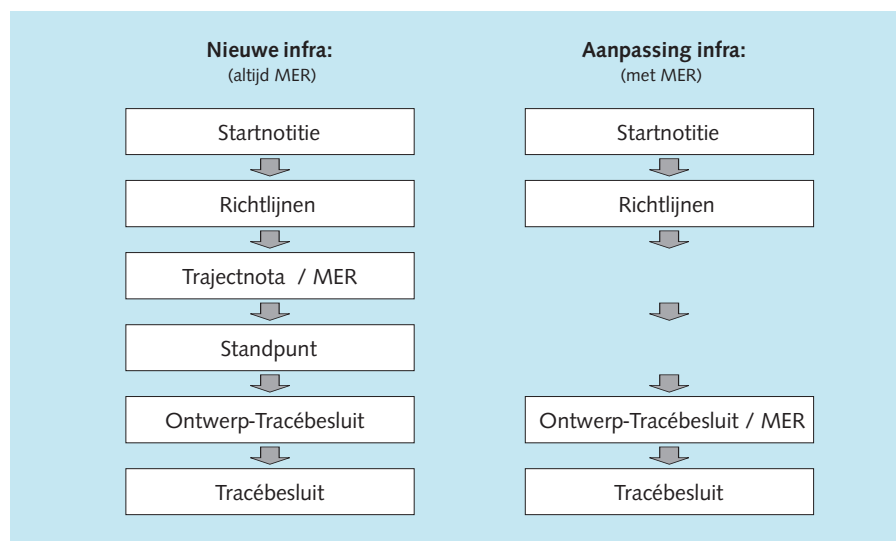 Nieuwe infra:
(altijd MER)
Startnotitie
Richtlijnen
Trajectnota / MER
Standpunt
Ontwerp-Tracébesluit
Tracébesluit
Aanpassing infra:
(met MER)
Startnotitie
Richtlijnen
Ontwerp-Tracébesluit / MER
Tracébesluit